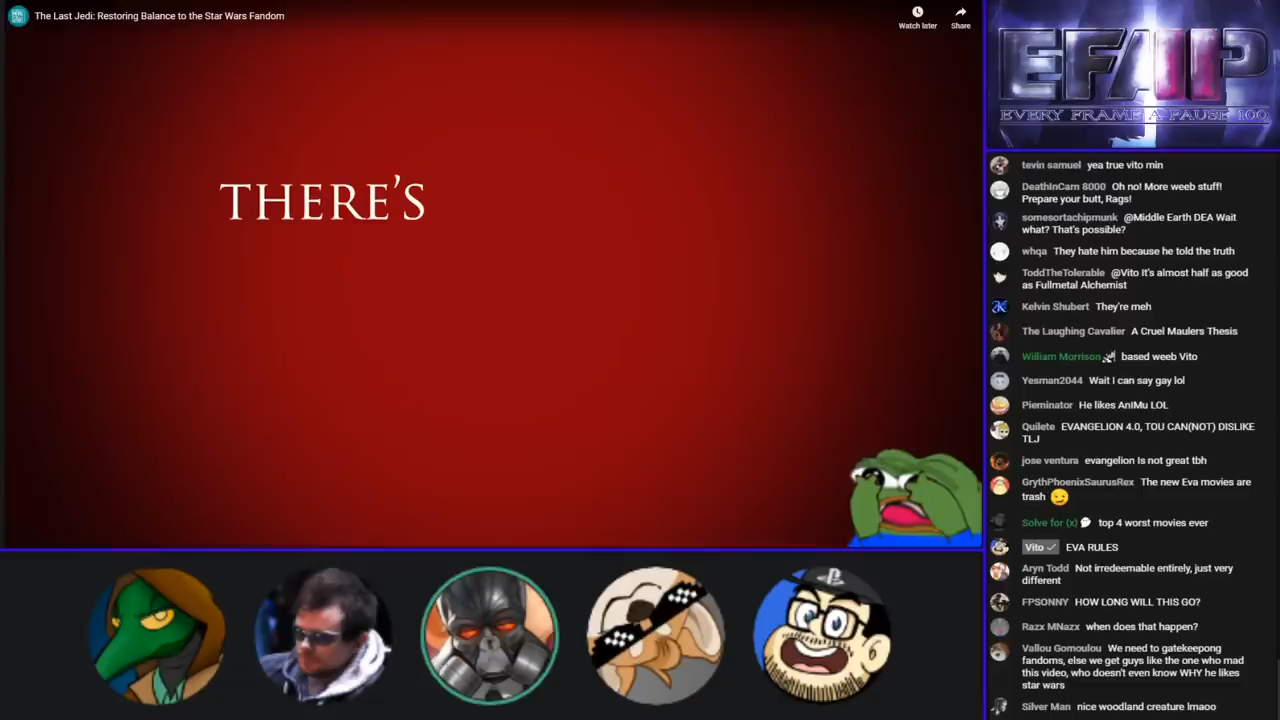 The Last Jedi: Restoring Balance to the Star Wars Fandom
Watch later
Share
THERE'S
EFAP
EVERY FRAME A PAUSE 100
tevin samuel yea true vito min
DeathInCam 8000 Oh no! More weeb stuff!
Prepare your butt, Rags!
somesortachipmunk @Middle Earth DEA Wait
what? That's possible?
whqa They hate him because he told the truth
ToddTheTolerable @Vito It's almost half as good
as Fullmetal Alchemist
Kelvin Shubert They're meh
The Laughing Cavalier A Cruel Maulers Thesis
William Morrison based weeb Vito
Yesman2044 Wait I can say gay lol
Pieminator He likes AnIMu LOL
Quilete EVANGELION 4.0, TOU CAN(NOT) DISLIKE
TLJ
jose ventura evangelion Is not great tbh
GrythPhoenixSaurusRex The new Eva movies are
trash
Solve for {x} top 4 worst movies ever
Vito EVA RULES
Aryn Todd Not irredeemable entirely, just very
different
FPSONNY HOW LONG WILL THIS GO?
Razx MNazx when does that happen?
Vallou Gomoulou We need to gatekeepong
fandoms, else we get guys like the one who mad
this video, who doesn't even know WHY he likes
star wars
Silver Man nice woodland creature lmaoo